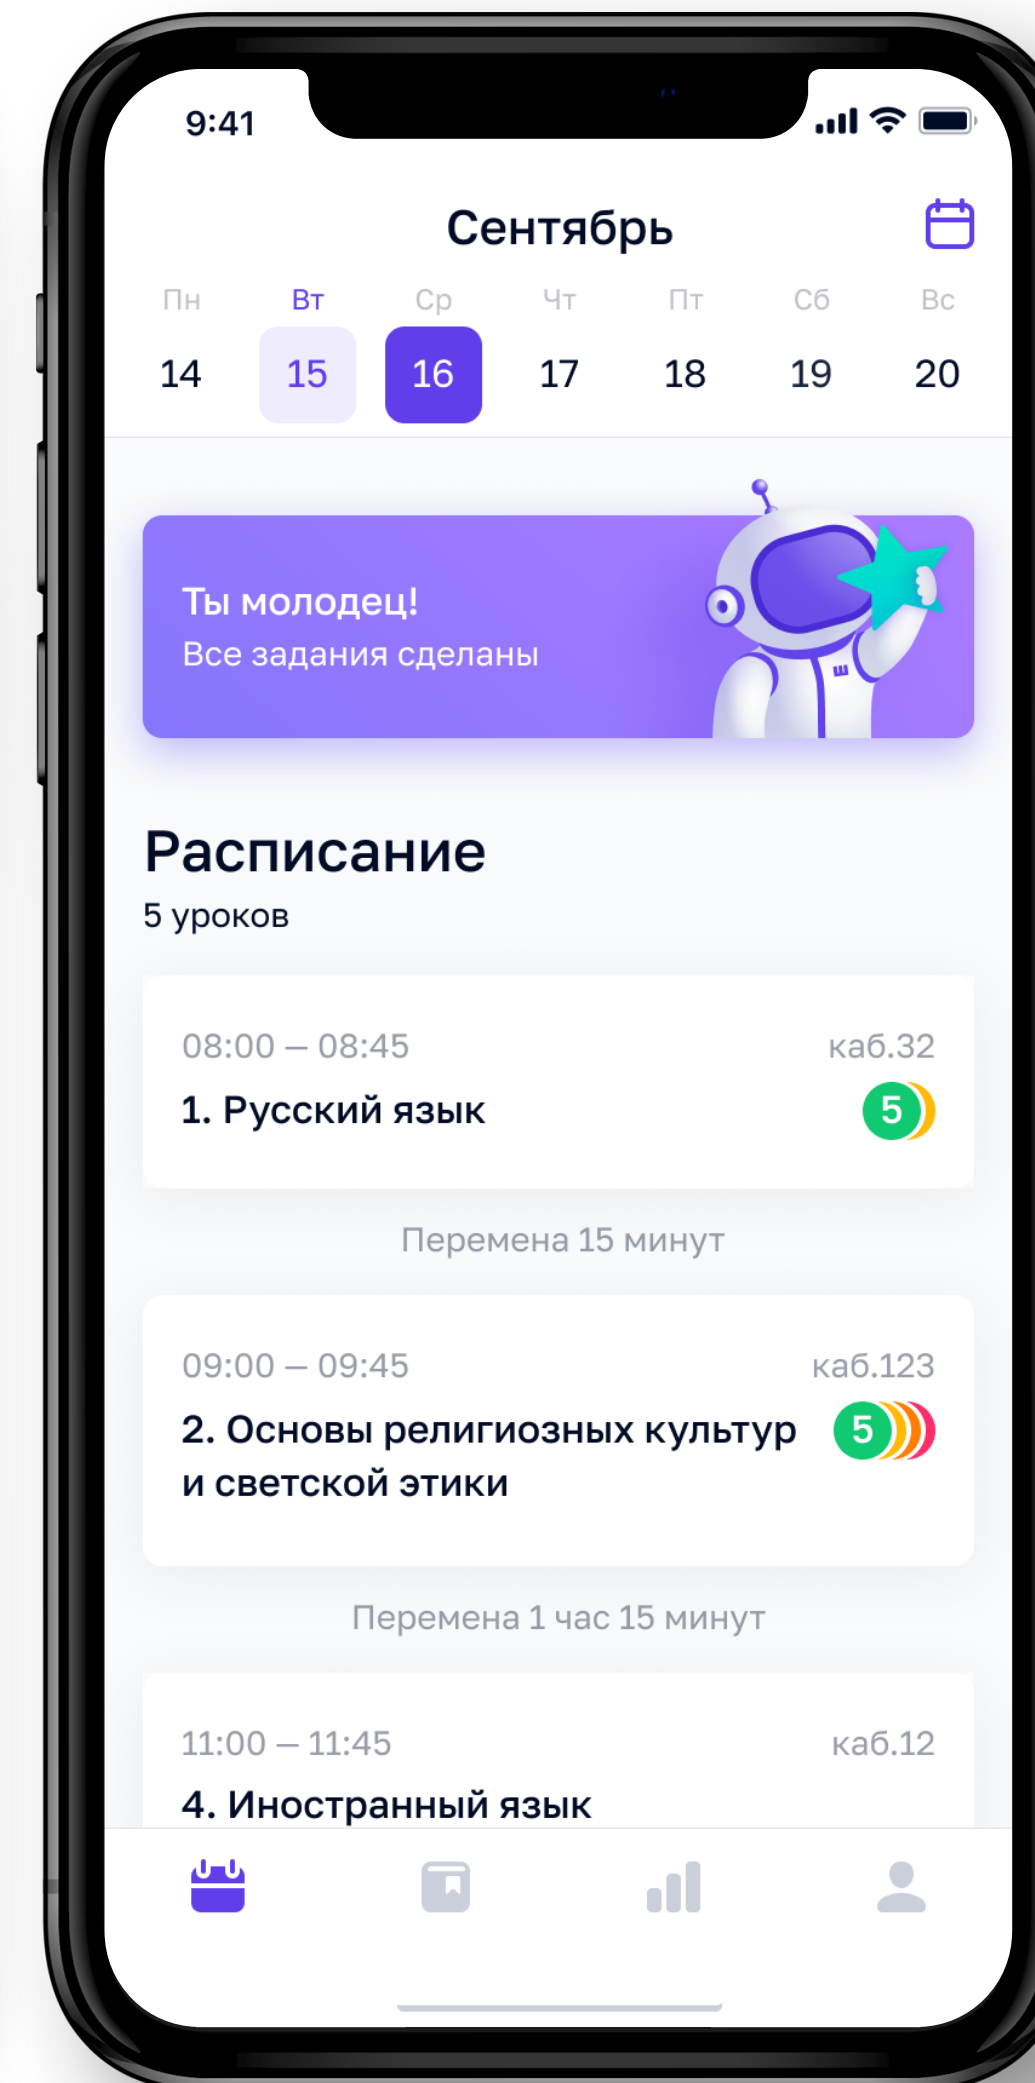 9:41
Сентябрь
Пн Вт Ср Чт Пт Сб Вс
14 15 16 17 18 19 20
Ты молодец!
Все задания сделаны
ш
Расписание
5 уроков
08:00 — 08:45 каб.32
1. Русский язык 5
Перемена 15 минут
09:00 — 09:45 каб.123
2. Основы религиозных культур 5
и светской этики
Перемена 1 час 15 минут
11:00 — 11:45 каб.12
4. Иностранный язык